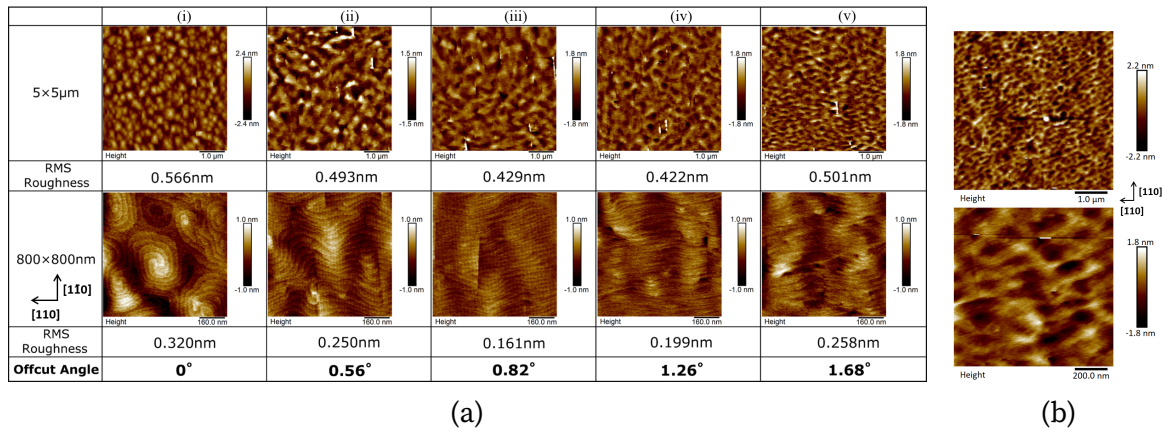 (i) (ii) (iii) (iv) (v)
5×5μm
2.4 nm
-2.4 nm
Height 1.0 μm
1.5 nm
-1.5 nm
Height 1.0 μm
1.8 nm
-1.8 nm
Height 1.0 μm
1.8 nm
-1.8 nm
Height 1.0 μm
1.8 nm
-1.8 nm
Height 1.0 μm
RMS
Roughness
0.566nm 0.493nm 0.429nm 0.422nm 0.501nm
800×800nm
[11̄0]
[110]
1.0 nm
-1.0 nm
Height 160.0 nm
1.0 nm
-1.0 nm
Height 160.0 nm
1.0 nm
-1.0 nm
Height 160.0 nm
1.0 nm
-1.0 nm
Height 160.0 nm
1.0 nm
-1.0 nm
Height 160.0 nm
RMS
Roughness
0.320nm 0.250nm 0.161nm 0.199nm 0.258nm
Offcut Angle 0° 0.56° 0.82° 1.26° 1.68°
(a)
2.2 nm
-2.2 nm
Height 1.0 μm
[110]
[1̄10]
1.8 nm
-1.8 nm
Height 200.0 nm
(b)